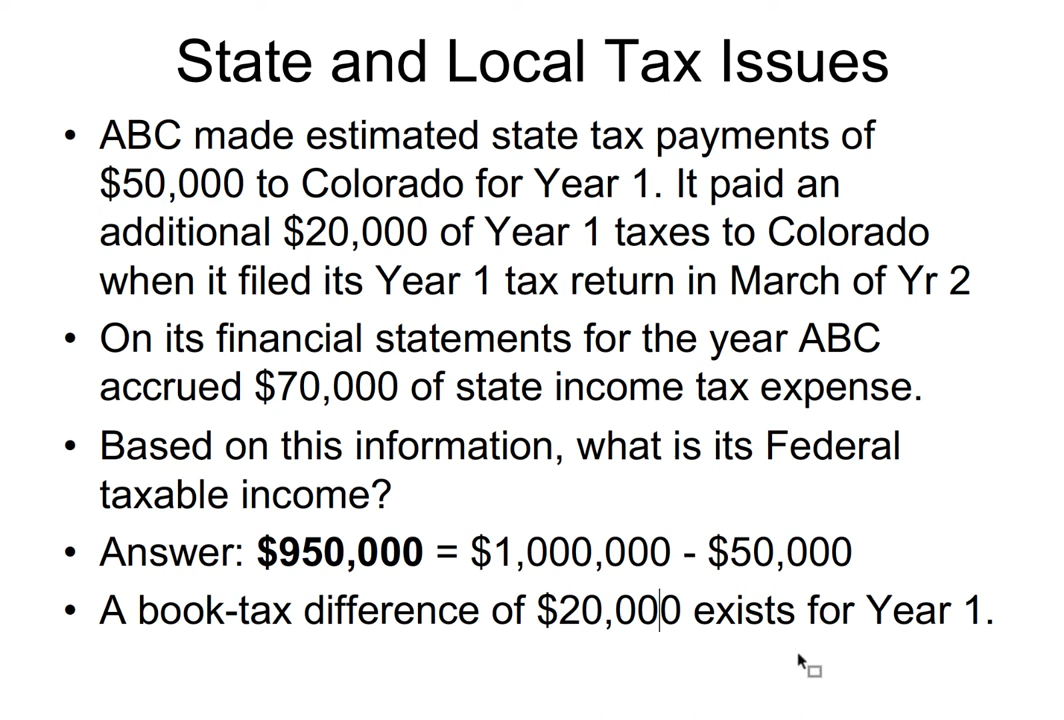 State and Local Tax Issues
• ABC made estimated state tax payments of
$50,000 to Colorado for Year 1. It paid an
additional $20,000 of Year 1 taxes to Colorado
when it filed its Year 1 tax return in March of Yr 2
• On its financial statements for the year ABC
accrued $70,000 of state income tax expense.
• Based on this information, what is its Federal
taxable income?
• Answer: $950,000 = $1,000,000 - $50,000
• A book-tax difference of $20,000 exists for Year 1.